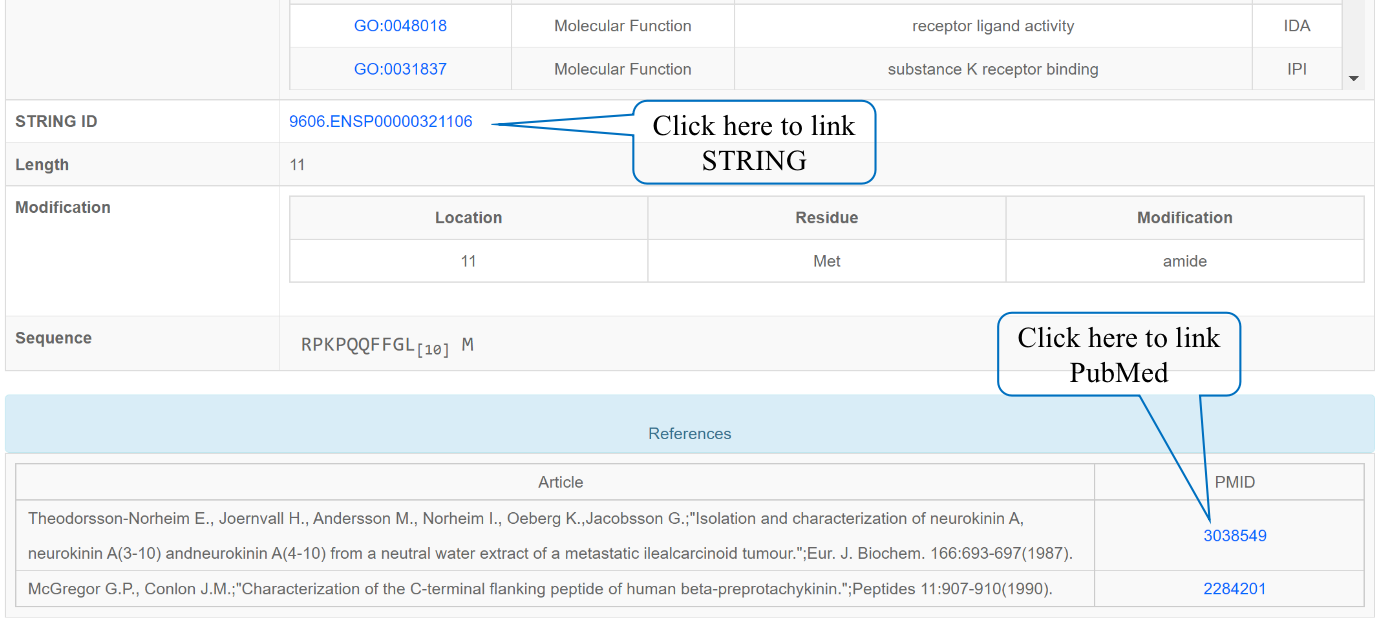 GO:0048018 Molecular Function receptor ligand activity IDA
GO:0031837 Molecular Function substance K receptor binding IPI
STRING ID 9606.ENSP00000321106
Click here to link
STRING
Length 11
Modification
Location Residue Modification
11 Met amide
Sequence RPKPQQFFGL[10] M
Click here to link
PubMed
References
Article PMID
Theodorsson-Norheim E., Joernvall H., Andersson M., Norheim I., Oeberg K.,Jacobsson G.;"Isolation and characterization of neurokinin A,
neurokinin A(3-10) andneurokinin A(4-10) from a neutral water extract of a metastatic ilealcarcinoid tumour.";Eur. J. Biochem. 166:693-697(1987).
3038549
McGregor G.P., Conlon J.M.;"Characterization of the C-terminal flanking peptide of human beta-preprotachykinin.";Peptides 11:907-910(1990). 2284201